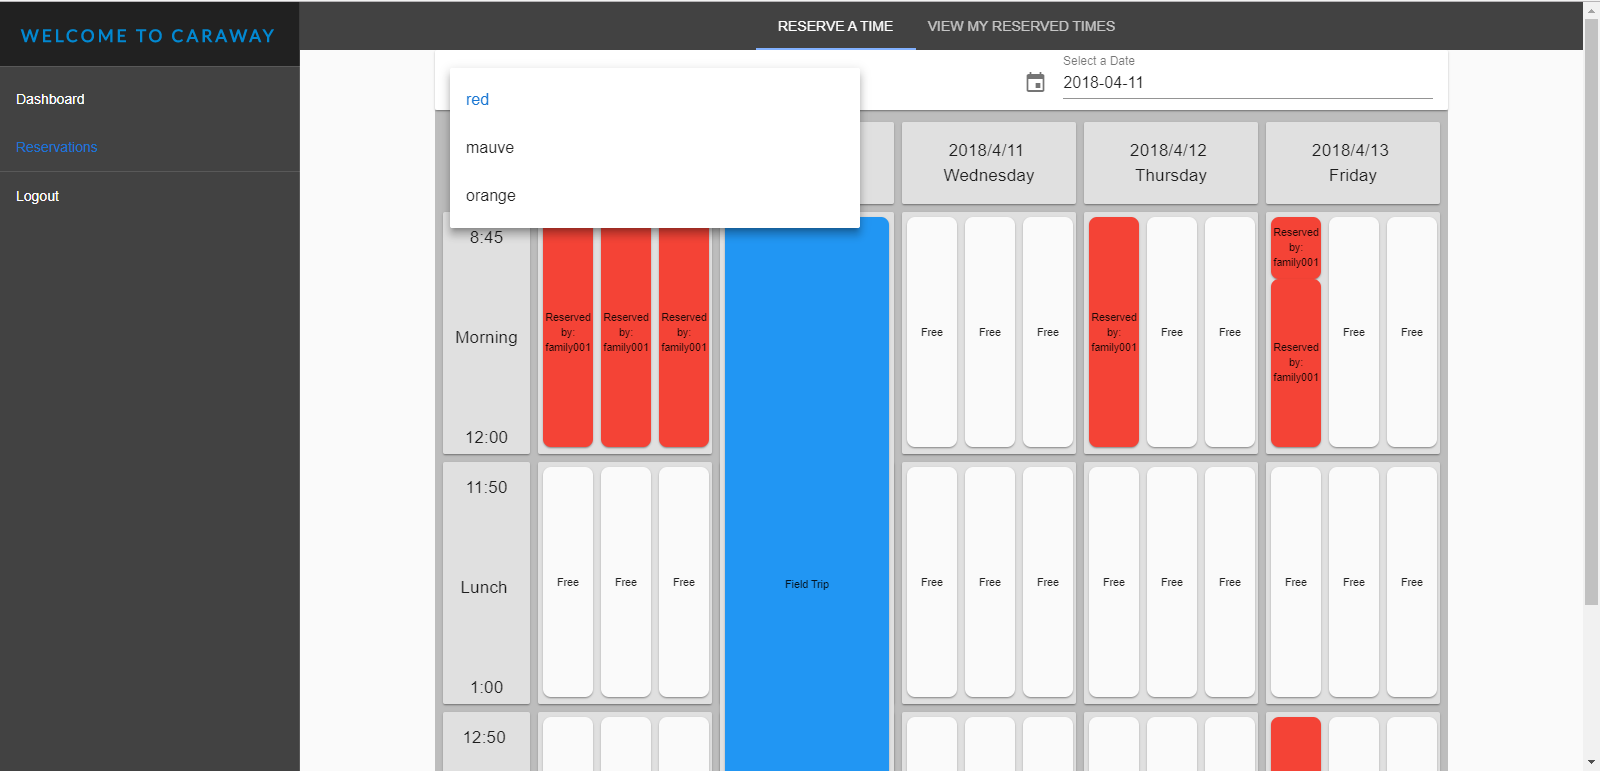 WELCOME TO CARAWAY
Dashboard
Reservations
Logout
RESERVE A TIME
VIEW MY RESERVED TIMES
Select a Date
2018-04-11
red
mauve
orange
2018/4/11
Wednesday
2018/4/12
Thursday
2018/4/13
Friday
8:45
Morning
12:00
Reserved
by:
family001
Reserved
by:
family001
Reserved
by:
family001
Free
Free
Free
Reserved
by:
family001
Free
Free
Reserved
by:
family001
Reserved
by:
family001
Free
Free
11:50
Lunch
1:00
Free
Free
Free
Field Trip
Free
Free
Free
Free
Free
Free
Free
Free
Free
12:50